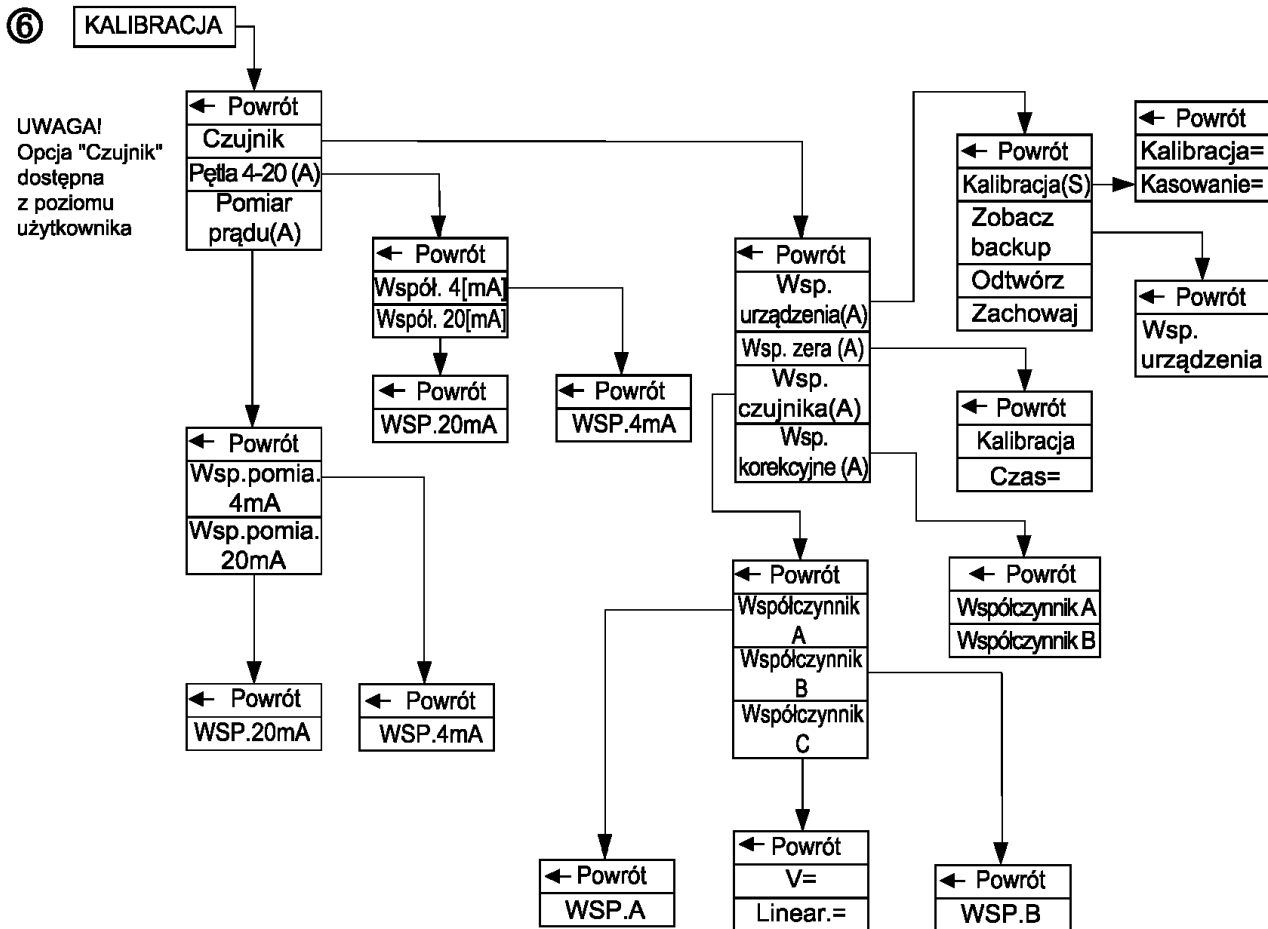 ⑥ KALIBRACJA
UWAGA!
Opcja "Czujnik"
dostępna
z poziomu
użytkownika
← Powrót
Czujnik
Pętla 4-20 (A)
Pomiar
prądu(A)
← Powrót
Współ. 4[mA]
Współ. 20[mA]
← Powrót
WSP.20mA
← Powrót
WSP.4mA
← Powrót
Wsp.pomia.
4mA
Wsp.pomia.
20mA
← Powrót
WSP.20mA
← Powrót
WSP.4mA
← Powrót
Wsp.
urządzenia(A)
Wsp. zera (A)
Wsp.
czujnika(A)
Wsp.
korekcyjne (A)
← Powrót
Kalibracja(S)
Zobacz
backup
Odtwórz
Zachowaj
← Powrót
Kalibracja=
Kasowanie=
← Powrót
Wsp.
urządzenia
← Powrót
Kalibracja
Czas=
← Powrót
Współczynnik A
Współczynnik B
← Powrót
Współczynnik
A
Współczynnik
B
Współczynnik
C
← Powrót
WSP.A
← Powrót
V=
Linear.=
← Powrót
WSP.B